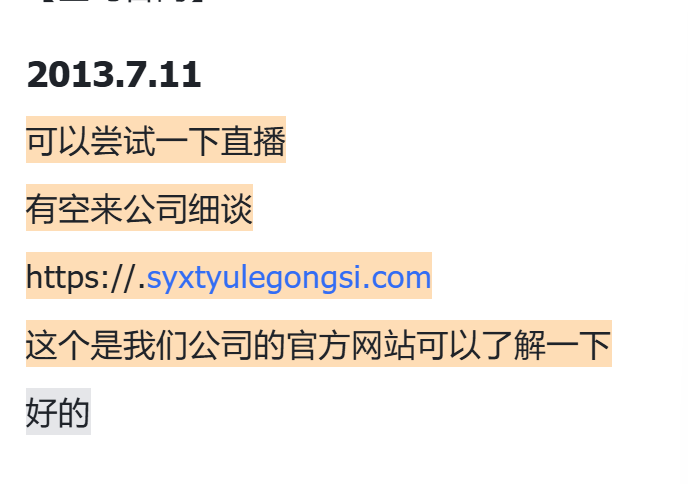 2013.7.11
可以尝试一下直播
有空来公司细谈
https://.syxtyulegongsi.com
这个是我们公司的官方网站可以了解一下
好的